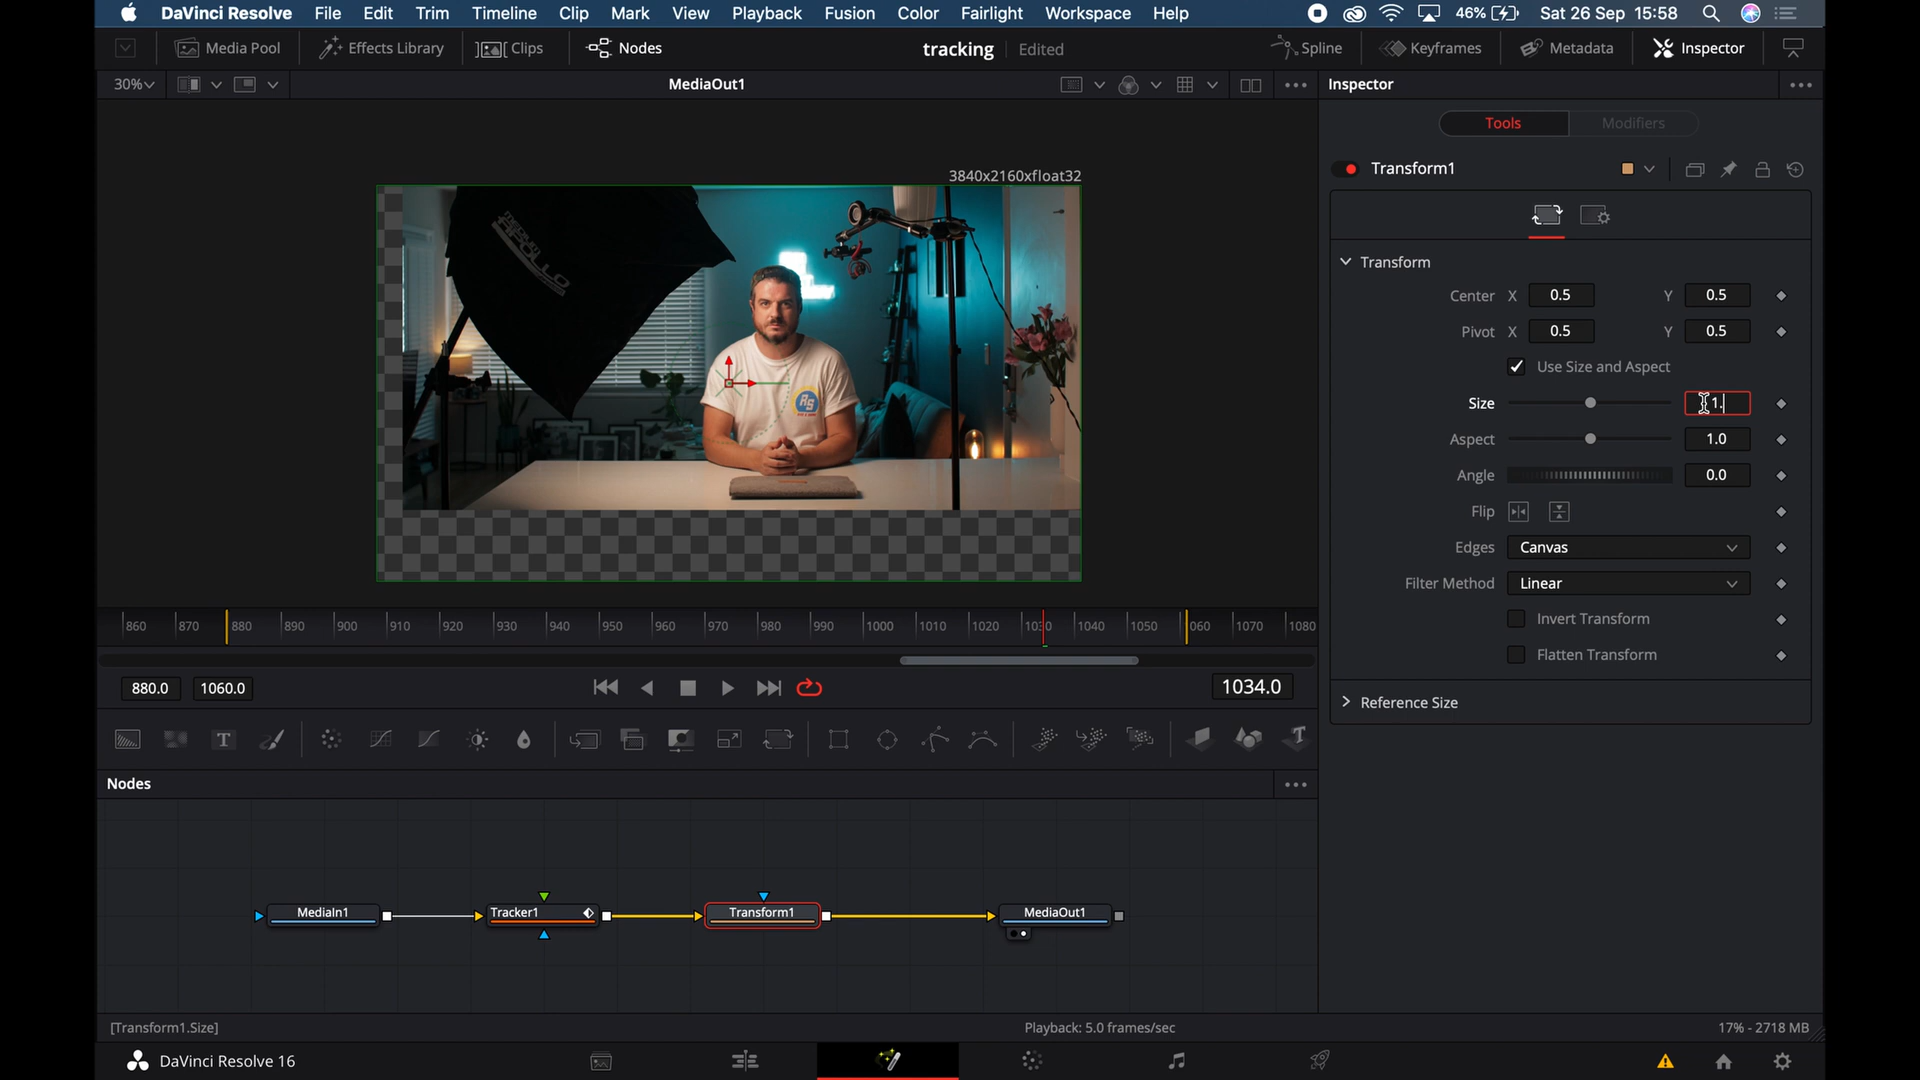 DaVinci Resolve File Edit Trim Timeline Clip Mark View Playback Fusion Color Fairlight Workspace Help 46% Sat 26 Sep 15:58
Media Pool Effects Library Clips Nodes tracking Edited Spline Keyframes Metadata Inspector
30% MediaOut1 Inspector
Tools Modifiers
3840x2160xfloat32
Transform1
Transform
Center X 0.5 Y 0.5
Pivot X 0.5 Y 0.5
Use Size and Aspect
Size 1.
Aspect 1.0
Angle 0.0
Flip
Edges Canvas
Filter Method Linear
Invert Transform
Flatten Transform
Reference Size
APOLLO
RS
860 870 880 890 900 910 920 930 940 950 960 970 980 990 1000 1010 1020 1030 1040 1050 060 1070 1080
880.0 1060.0 1034.0
T T
Nodes
MediaIn1 Tracker1 Transform1 MediaOut1
[Transform1.Size] Playback: 5.0 frames/sec 17% - 2718 MB
DaVinci Resolve 16